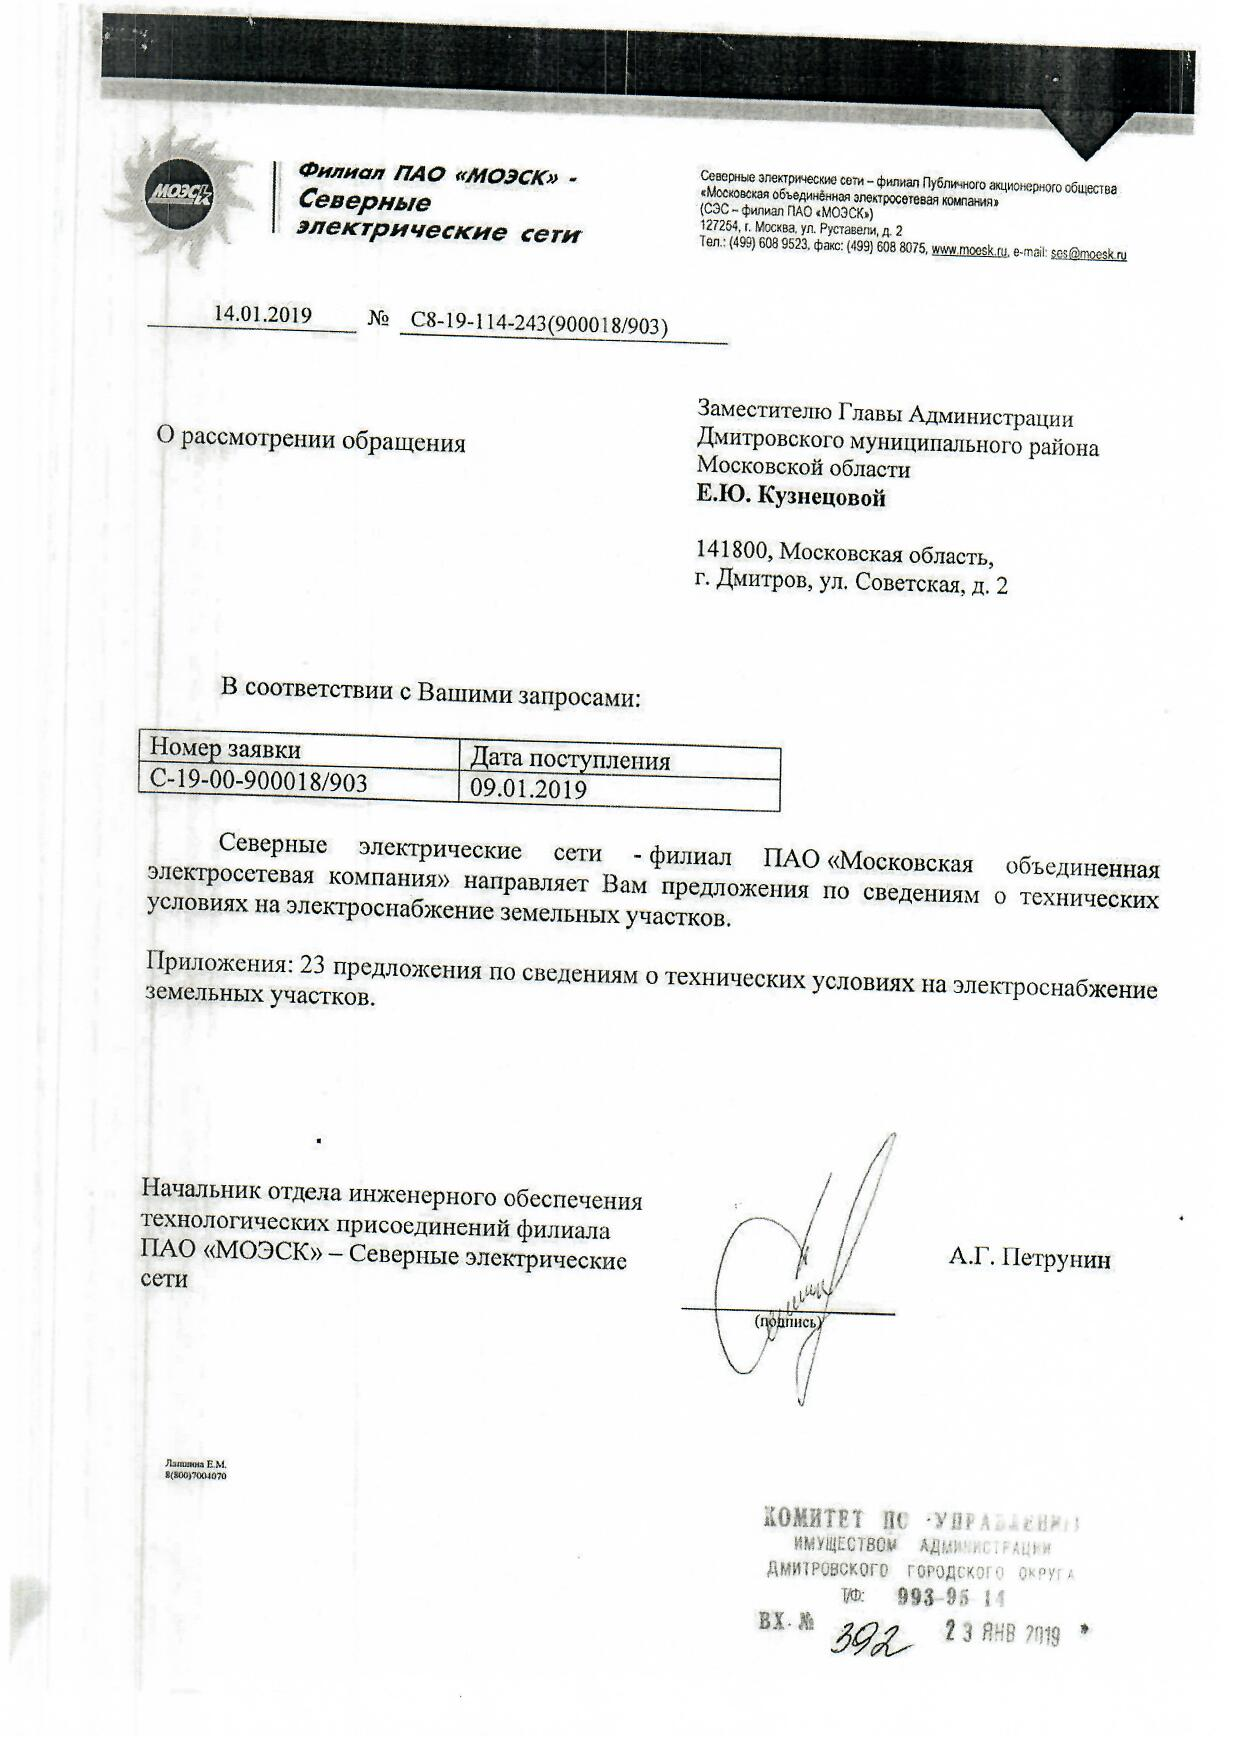 МОЭСК
Филиал ПАО «МОЭСК» -
Северные
электрические сети
Северные электрические сети – филиал Публичного акционерного общества
«Московская объединённая электросетевая компания»
(СЭС – филиал ПАО «МОЭСК»)
127254, г. Москва, ул. Руставели, д. 2
Тел.: (499) 608 9523, факс: (499) 608 8075, www.moesk.ru, e-mail: ses@moesk.ru
14.01.2019 № С8-19-114-243(900018/903)
О рассмотрении обращения
Заместителю Главы Администрации
Дмитровского муниципального района
Московской области
Е.Ю. Кузнецовой
141800, Московская область,
г. Дмитров, ул. Советская, д. 2
В соответствии с Вашими запросами:
Номер заявки Дата поступления
С-19-00-900018/903 09.01.2019
Северные электрические сети - филиал ПАО «Московская объединенная
электросетевая компания» направляет Вам предложения по сведениям о технических
условиях на электроснабжение земельных участков.
Приложения: 23 предложения по сведениям о технических условиях на электроснабжение
земельных участков.
Начальник отдела инженерного обеспечения
технологических присоединений филиала
ПАО «МОЭСК» – Северные электрические
сети
А.Г. Петрунин
(подпись)
Лапшина Е.М.
8(800)7004070
КОМИТЕТ ПО УПРАВЛЕНИЮ
ИМУЩЕСТВОМ АДМИНИСТРАЦИИ
ДМИТРОВСКОГО ГОРОДСКОГО ОКРУГА
Т/Ф: 993-95 14
ВХ. № 392 23 ЯНВ 2019